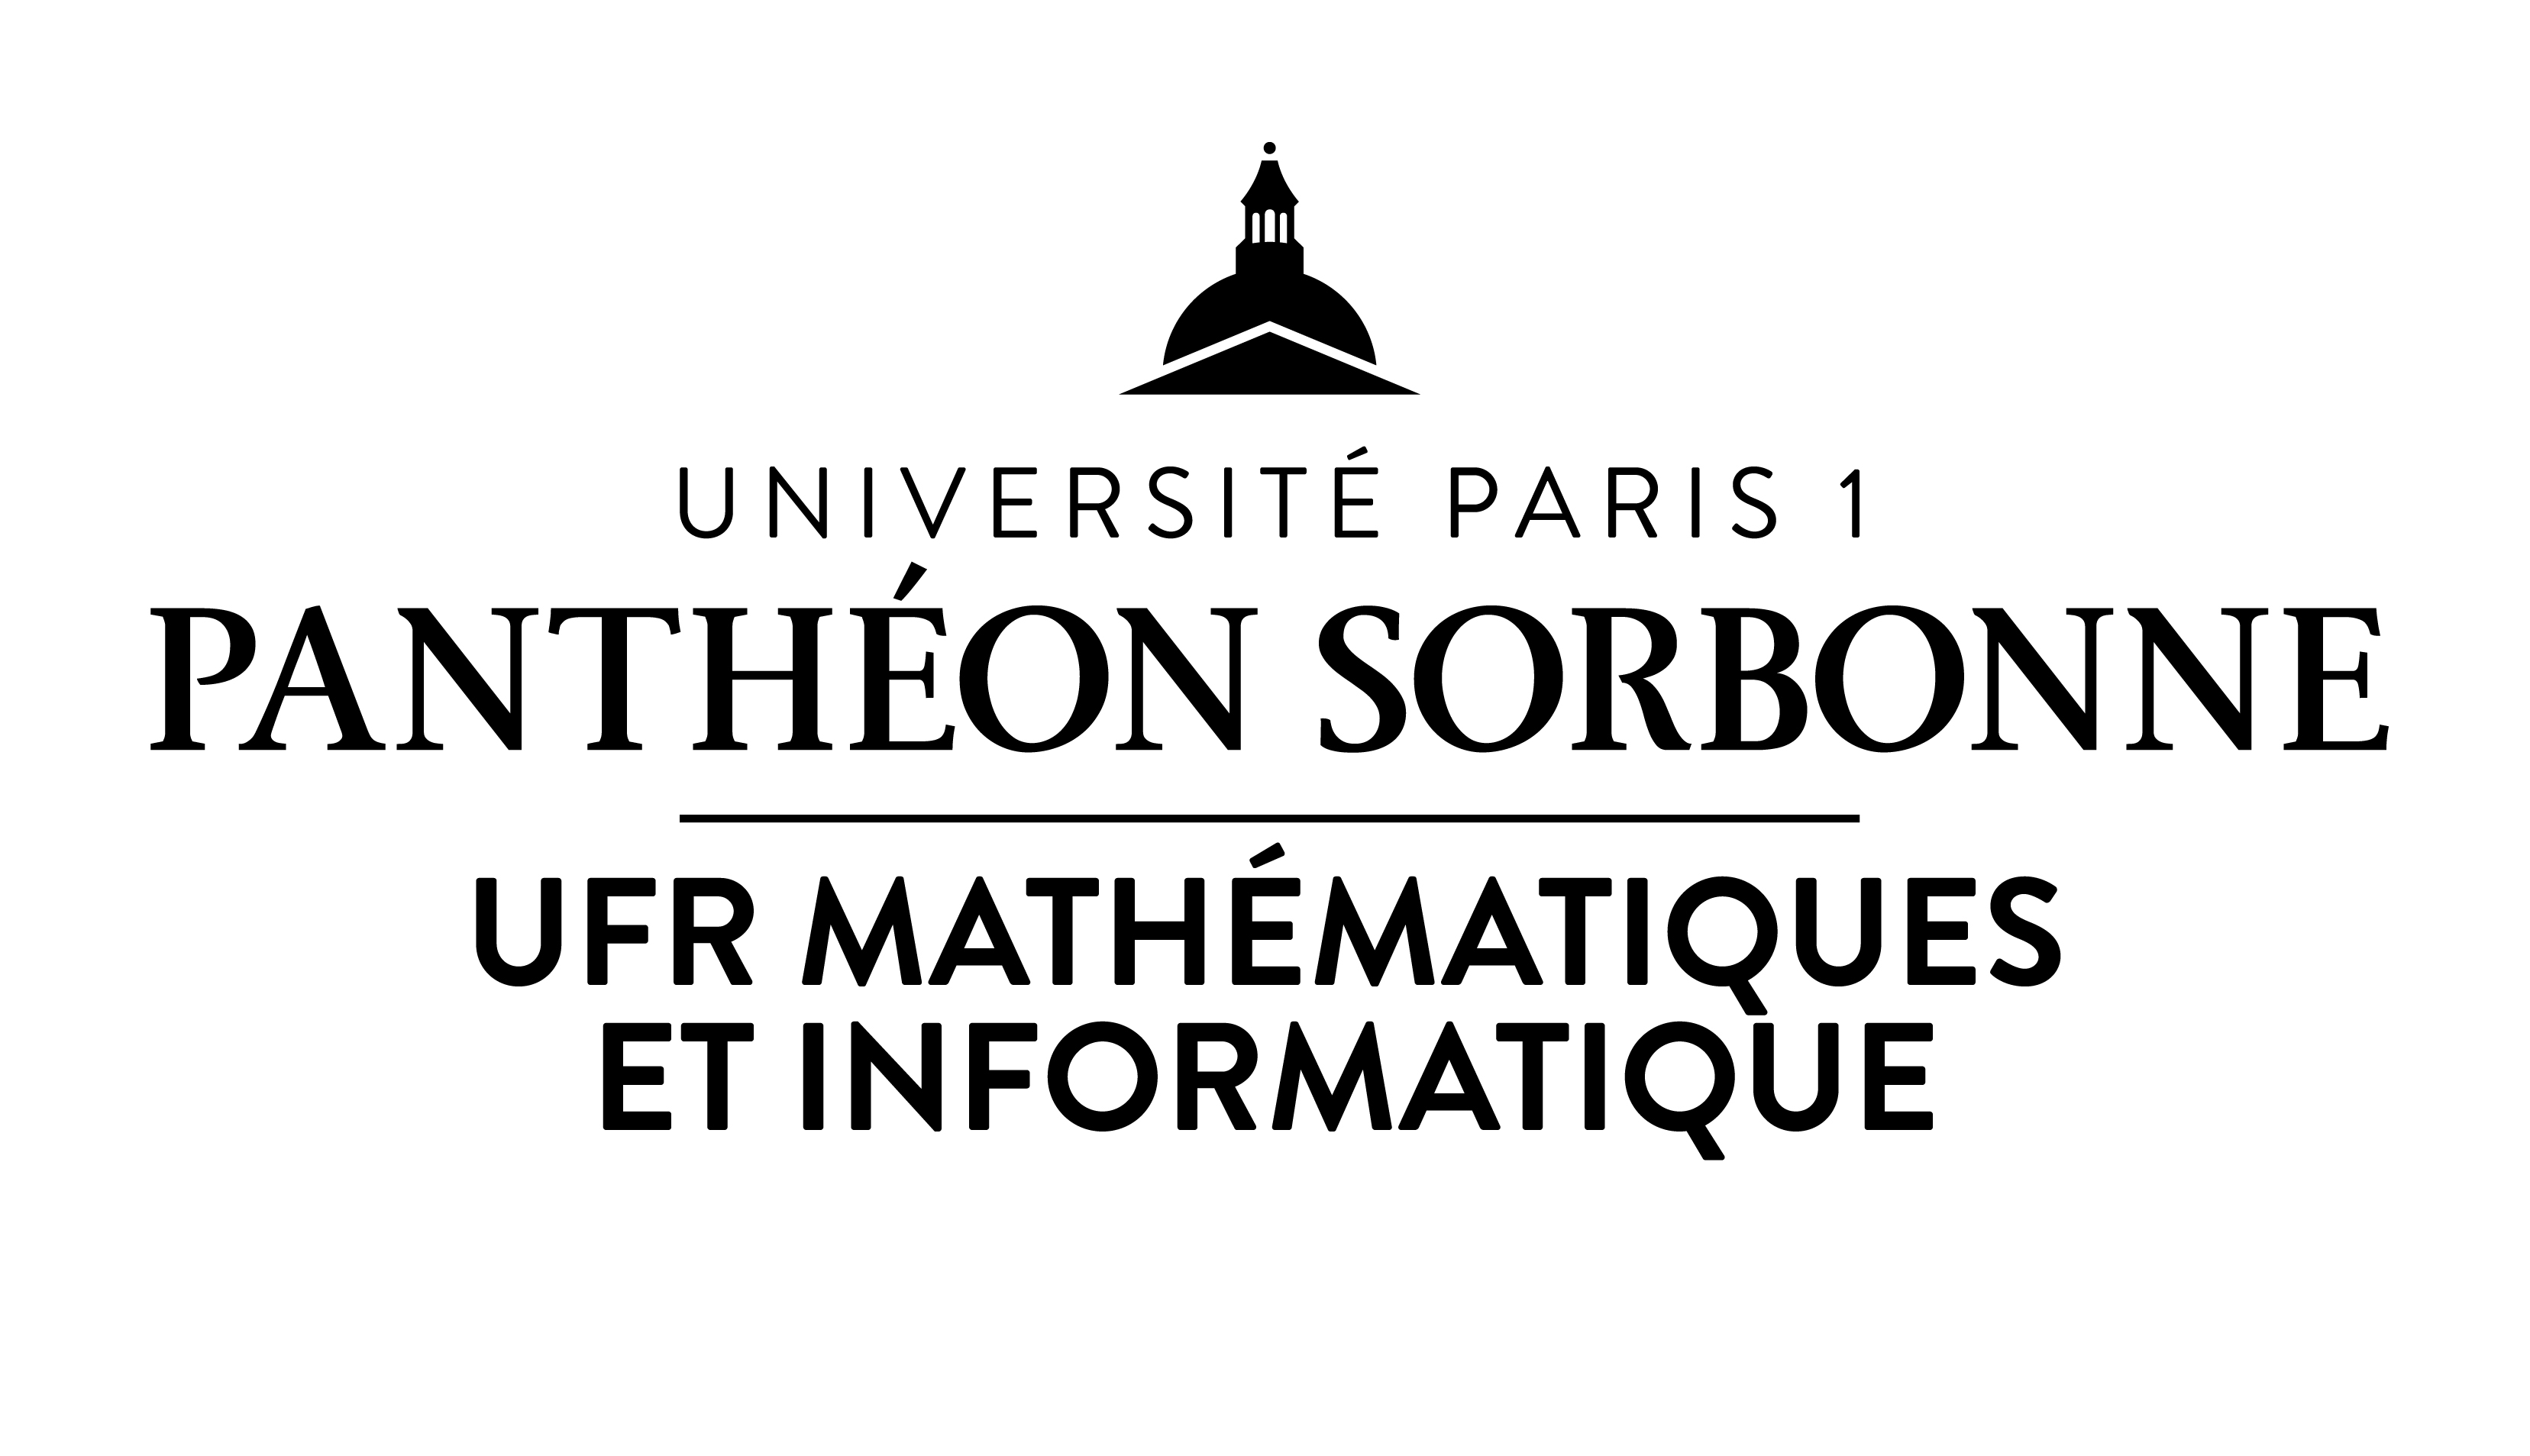 UNIVERSITÉ PARIS 1
PANTHÉON SORBONNE
UFR MATHÉMATIQUES
ET INFORMATIQUE